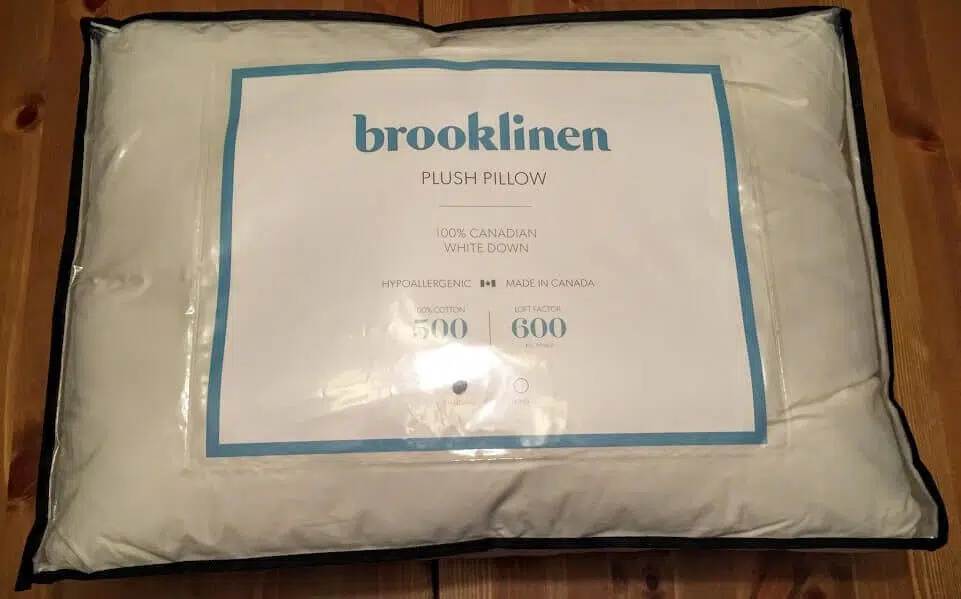 brooklinen
PLUSH PILLOW
100% CANADIAN
WHITE DOWN
HYPOALLERGENIC MADE IN CANADA
100% COTTON LOFT FACTOR
500 600